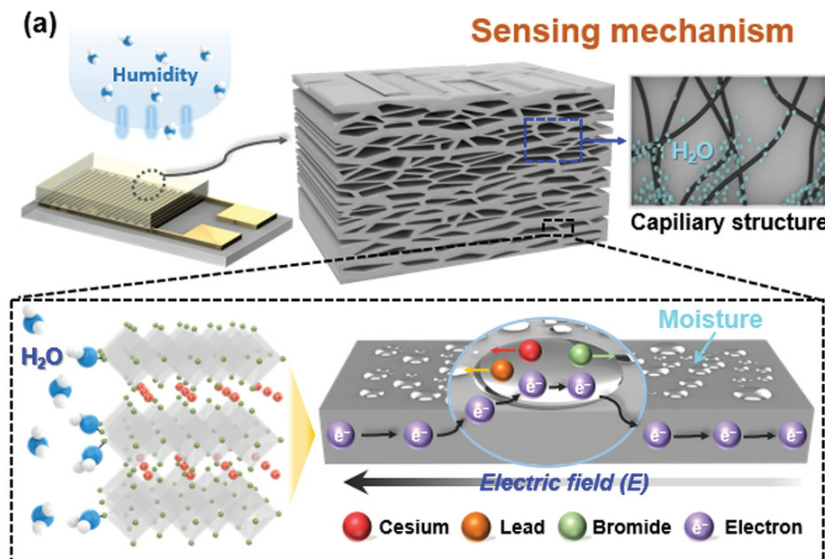 (a)
Sensing mechanism
Humidity
H₂O
Capiliary structure
H₂O
Moisture
ê⁻ ê⁻ ê⁻ ê⁻ ê⁻ ê⁻ ê⁻ ê⁻
Electric field (E)
Cesium Lead Bromide ê⁻ Electron